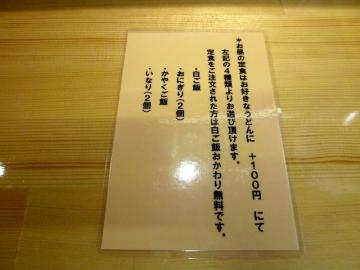 ＊お昼の定食はお好きなうどんに　＋１００円　にて
左記の４種類よりお選び頂けます。
定食をご注文された方は白ご飯おかわり無料です。
・白ご飯
・おにぎり（２個）
・かやくご飯
・いなり（２個）